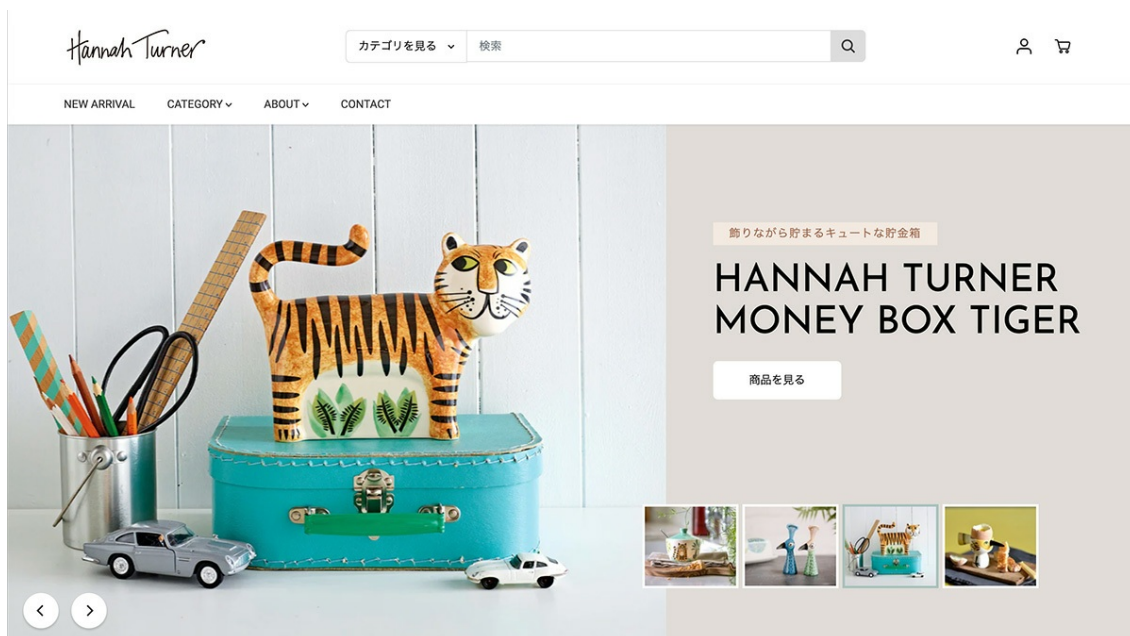 Hannah Turner
カテゴリを見る
検索
NEW ARRIVAL
CATEGORY
ABOUT
CONTACT
飾りながら貯まるキュートな貯金箱
HANNAH TURNER
MONEY BOX TIGER
商品を見る